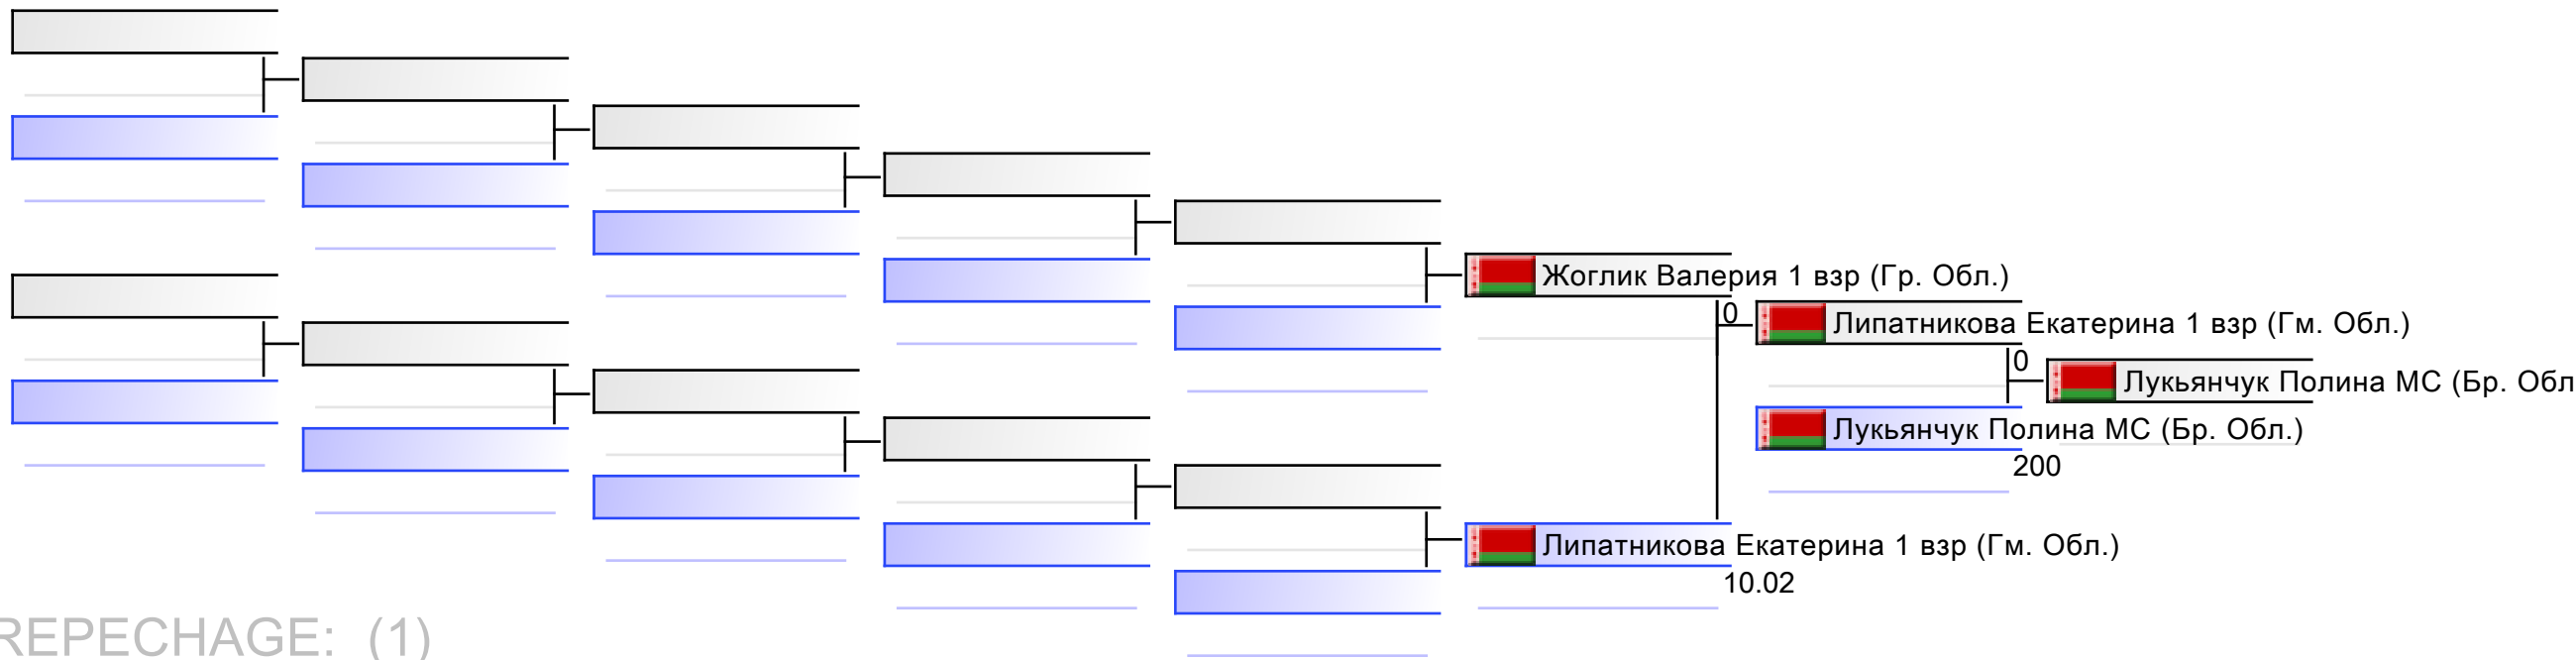 Жоглик Валерия 1 взр (Гр. Обл.)
0
Липатникова Екатерина 1 взр (Гм. Обл.)
0
Лукьянчук Полина МС (Бр. Обл
Лукьянчук Полина МС (Бр. Обл.)
200
Липатникова Екатерина 1 взр (Гм. Обл.)
10.02
REPECHAGE: (1)